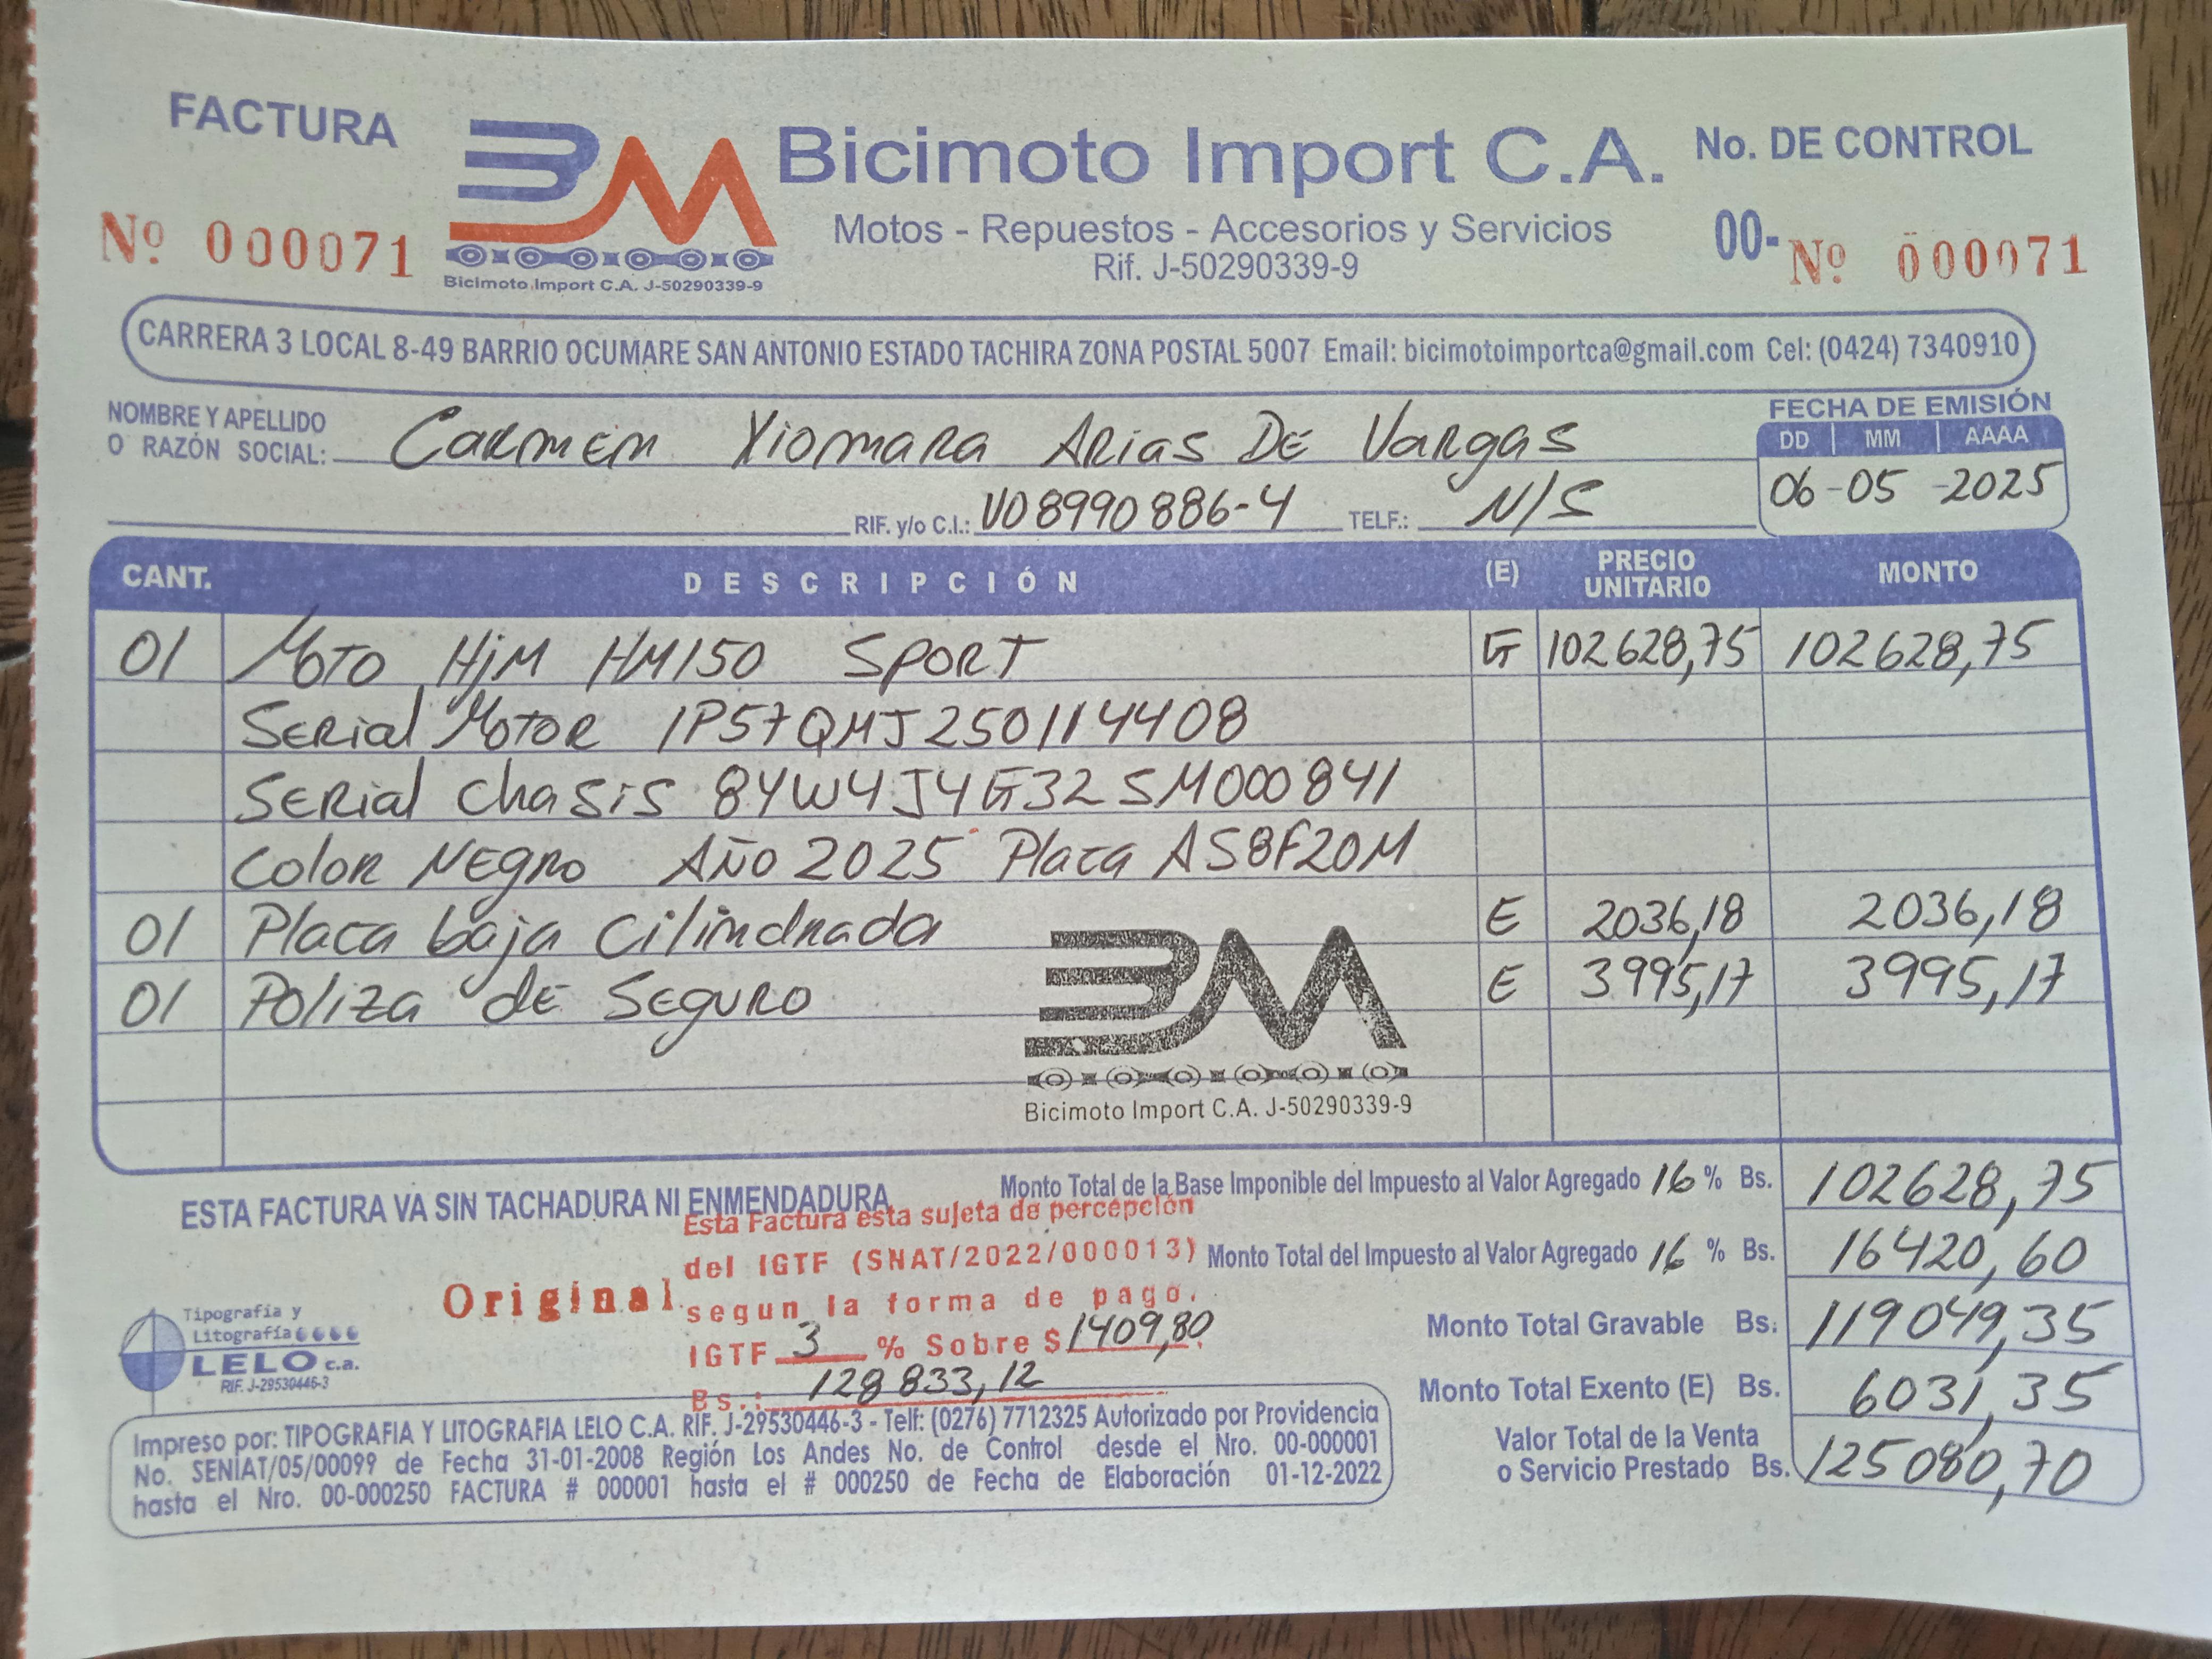 FACTURA
BM
Bicimoto Import C.A.
No. DE CONTROL
Nº 000071
Motos - Repuestos - Accesorios y Servicios
00- Nº 000071
Rif. J-50290339-9
Bicimoto Import C.A. J-50290339-9
CARRERA 3 LOCAL 8-49 BARRIO OCUMARE SAN ANTONIO ESTADO TACHIRA ZONA POSTAL 5007 Email: bicimotoimportca@gmail.com Cel: (0424) 7340910
NOMBRE Y APELLIDO
O RAZÓN SOCIAL: Carmen Xiomara Arias De Vargas
FECHA DE EMISIÓN
DD | MM | AAAA
06-05-2025
RIF. y/o C.I.: V08990886-4 TELF.: N/S
CANT. DESCRIPCIÓN (E) PRECIO UNITARIO MONTO
01 Moto HJM HM150 SPORT G 102628,75 102628,75
Serial Motor 1P57QMJ250114408
Serial Chasis 84W4J4G32SM000841
Color Negro Año 2025 Placa AS8F20M
01 Placa baja Cilindrada E 2036,18 2036,18
01 Poliza de Seguro E 3995,17 3995,17
BM
Bicimoto Import C.A. J-50290339-9
ESTA FACTURA VA SIN TACHADURA NI ENMENDADURA
Monto Total de la Base Imponible del Impuesto al Valor Agregado 16 % Bs. 102628,75
Esta Factura esta sujeta de percepción
del IGTF (SNAT/2022/000013)
Monto Total del Impuesto al Valor Agregado 16 % Bs. 16420,60
Original
segun la forma de pago.
IGTF 3 % Sobre $ 1409,80
Bs.: 128833,12
Monto Total Gravable Bs. 119049,35
Monto Total Exento (E) Bs. 6031,35
Valor Total de la Venta
o Servicio Prestado Bs. 125080,70
Tipografía y
Litografía
LELO c.a.
RIF. J-29530446-3
Impreso por: TIPOGRAFIA Y LITOGRAFIA LELO C.A. RIF. J-29530446-3 - Telf: (0276) 7712325 Autorizado por Providencia
No. SENIAT/05/00099 de Fecha 31-01-2008 Región Los Andes No. de Control desde el Nro. 00-000001
hasta el Nro. 00-000250 FACTURA # 000001 hasta el # 000250 de Fecha de Elaboración 01-12-2022